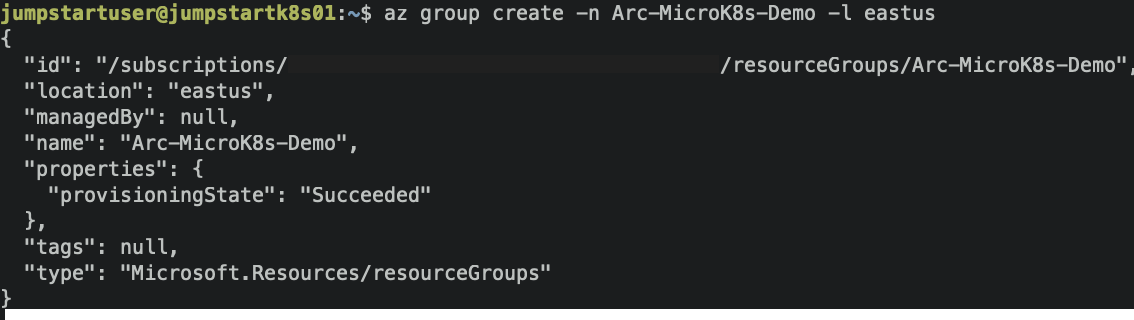 jumpstartuser@jumpstartk8s01:~$ az group create -n Arc-MicroK8s-Demo -l eastus
{
  "id": "/subscriptions/ /resourceGroups/Arc-MicroK8s-Demo",
  "location": "eastus",
  "managedBy": null,
  "name": "Arc-MicroK8s-Demo",
  "properties": {
    "provisioningState": "Succeeded"
  },
  "tags": null,
  "type": "Microsoft.Resources/resourceGroups"
}